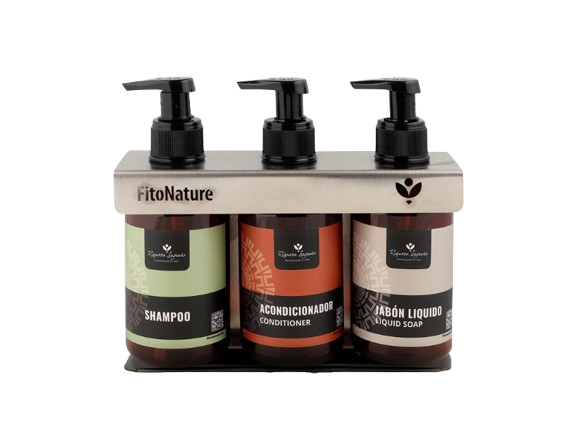 FitoNature
SHAMPOO
ACONDICIONADOR
CONDITIONER
JABÓN LIQUIDO
LIQUID SOAP